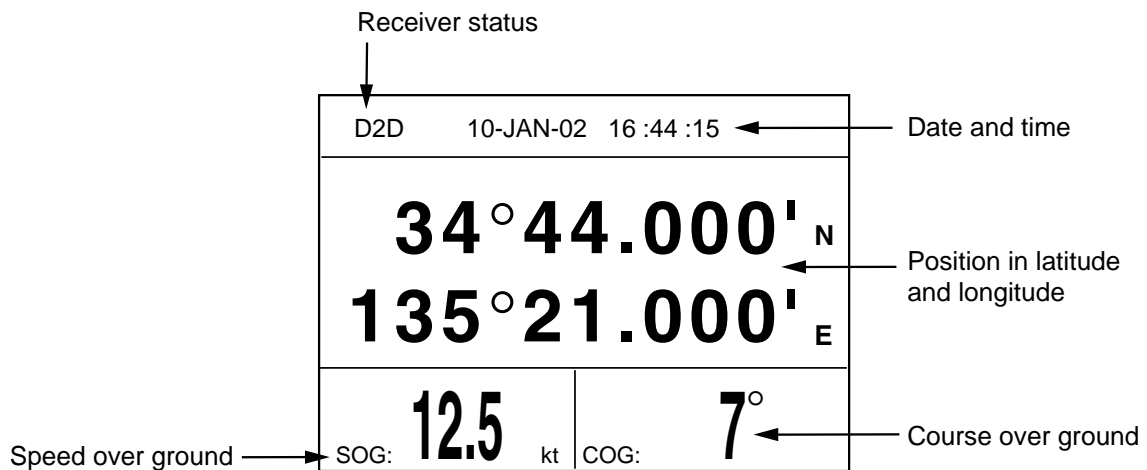 Receiver status
D2D 10-JAN-02 16 :44 :15
Date and time
34°44.000' N
135°21.000' E
Position in latitude
and longitude
SOG: 12.5 kt
COG: 7°
Speed over ground
Course over ground